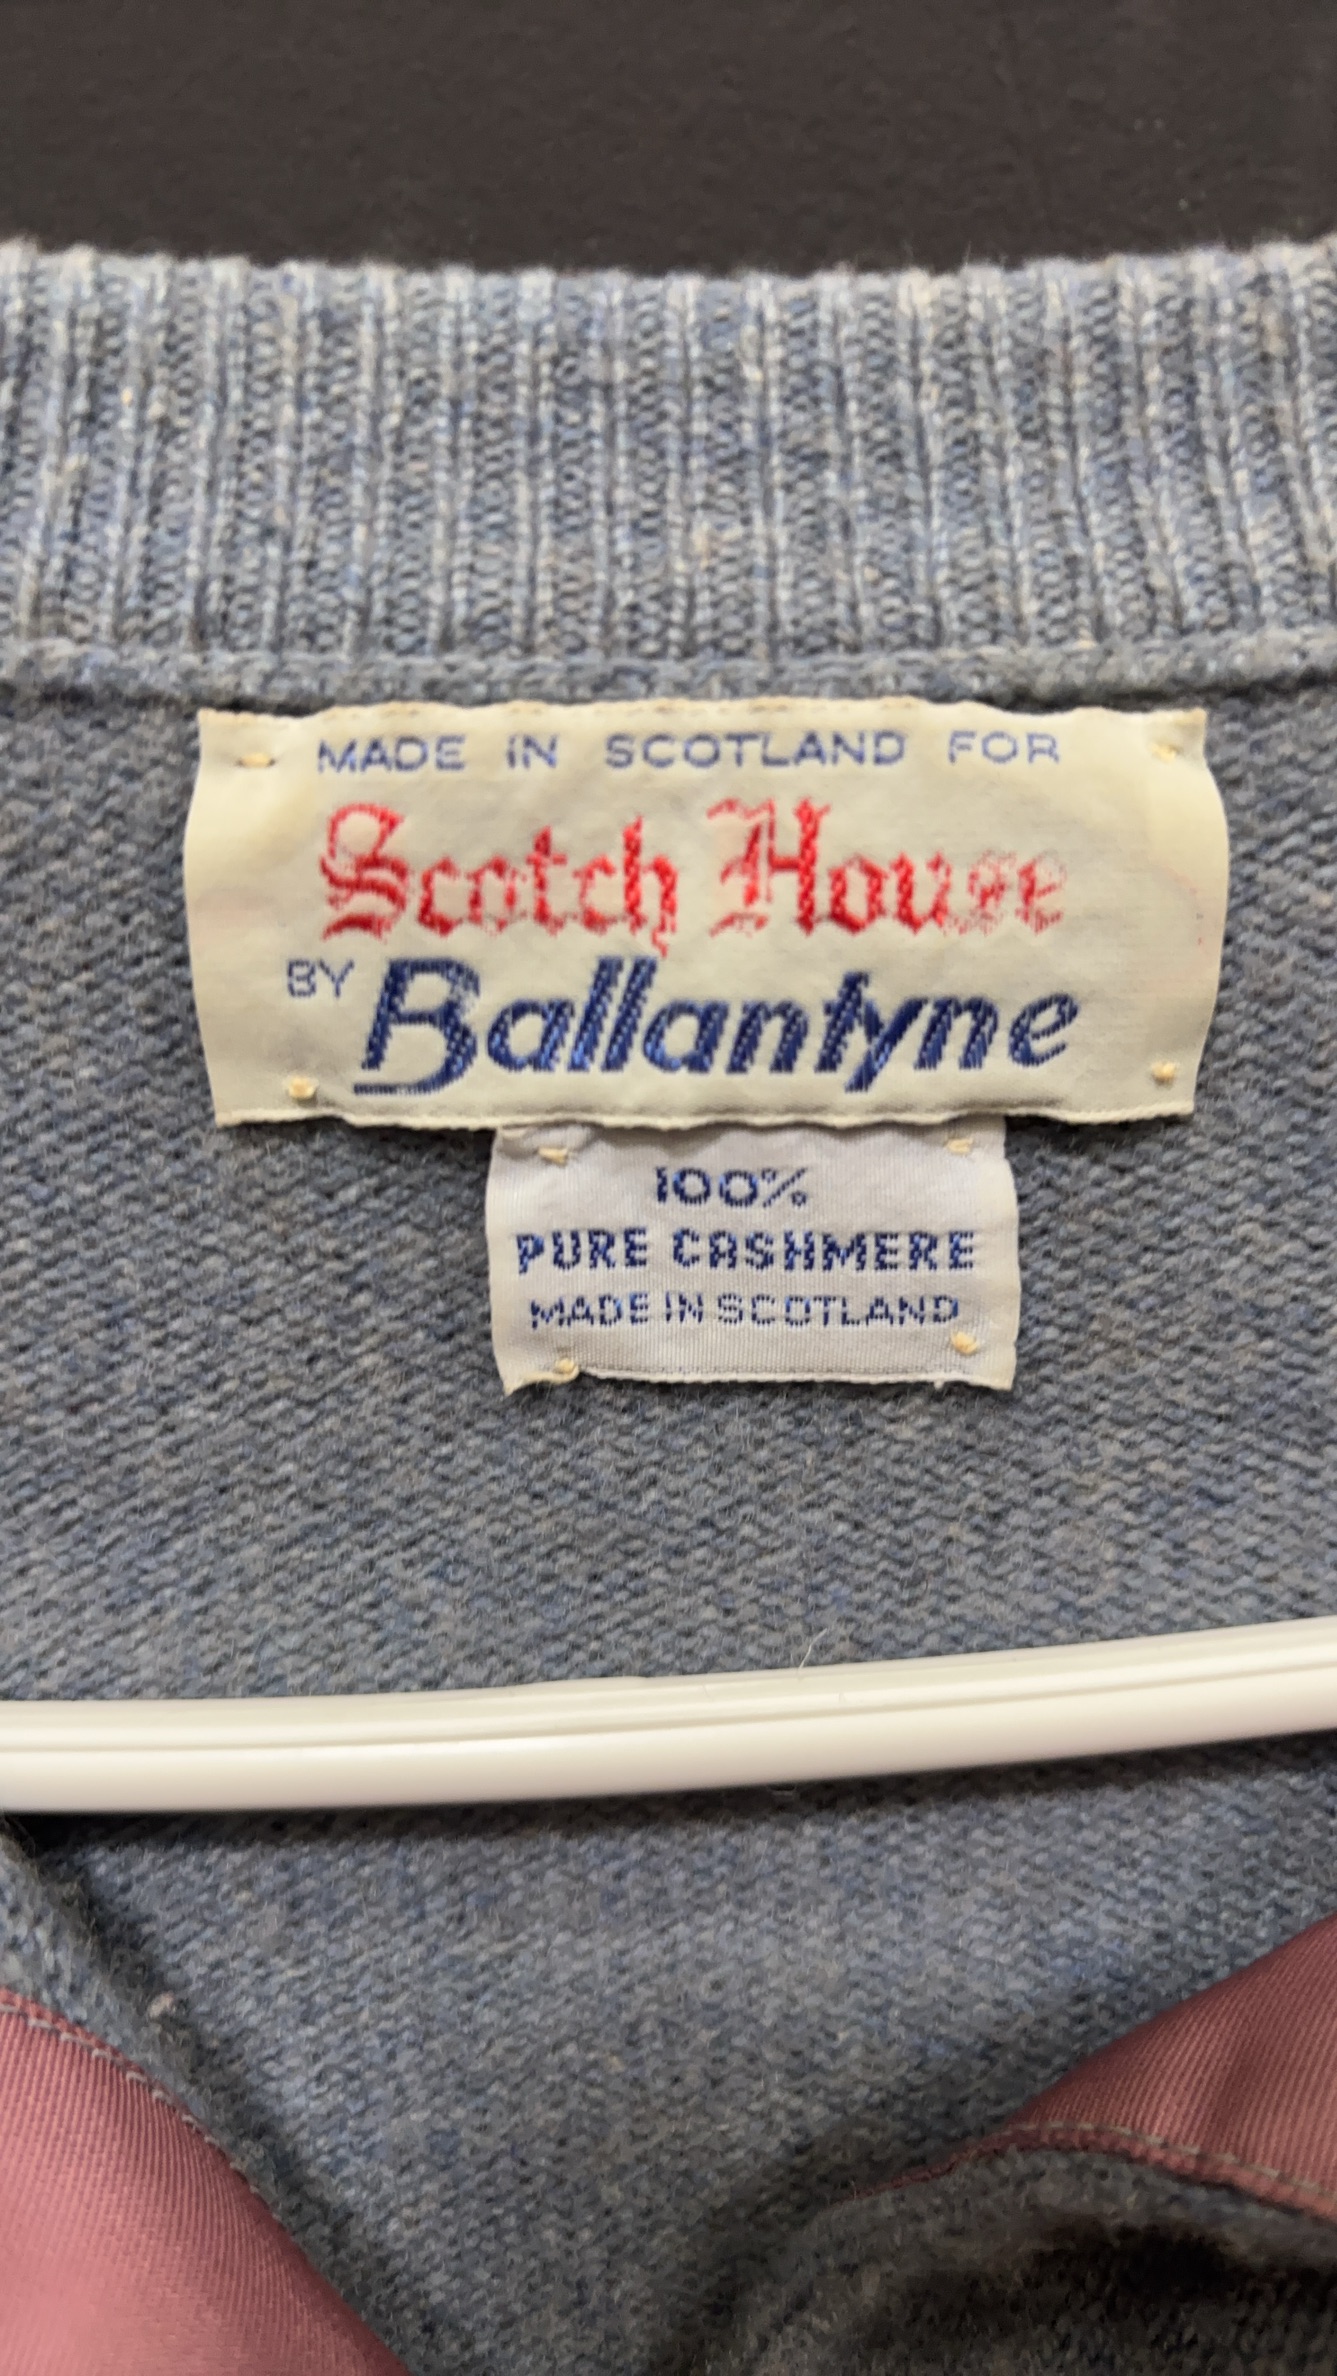 MADE IN SCOTLAND FOR
Scotch House
BY Ballantyne
100%
PURE CASHMERE
MADE IN SCOTLAND